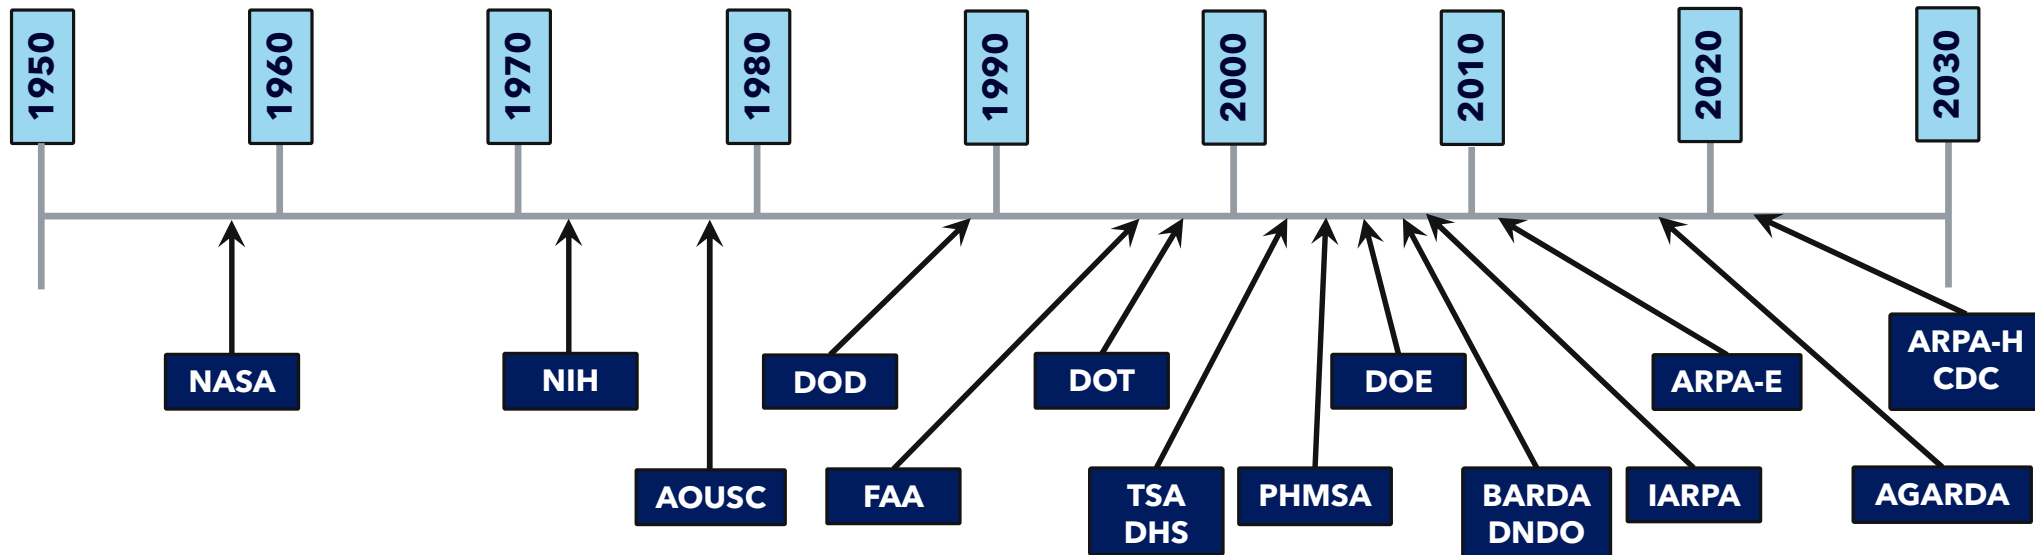 1950
1960
1970
1980
1990
2000
2010
2020
2030
NASA
NIH
DOD
DOT
DOE
ARPA-E
ARPA-H
CDC
AOUSC
FAA
TSA
DHS
PHMSA
BARDA
DNDO
IARPA
AGARDA